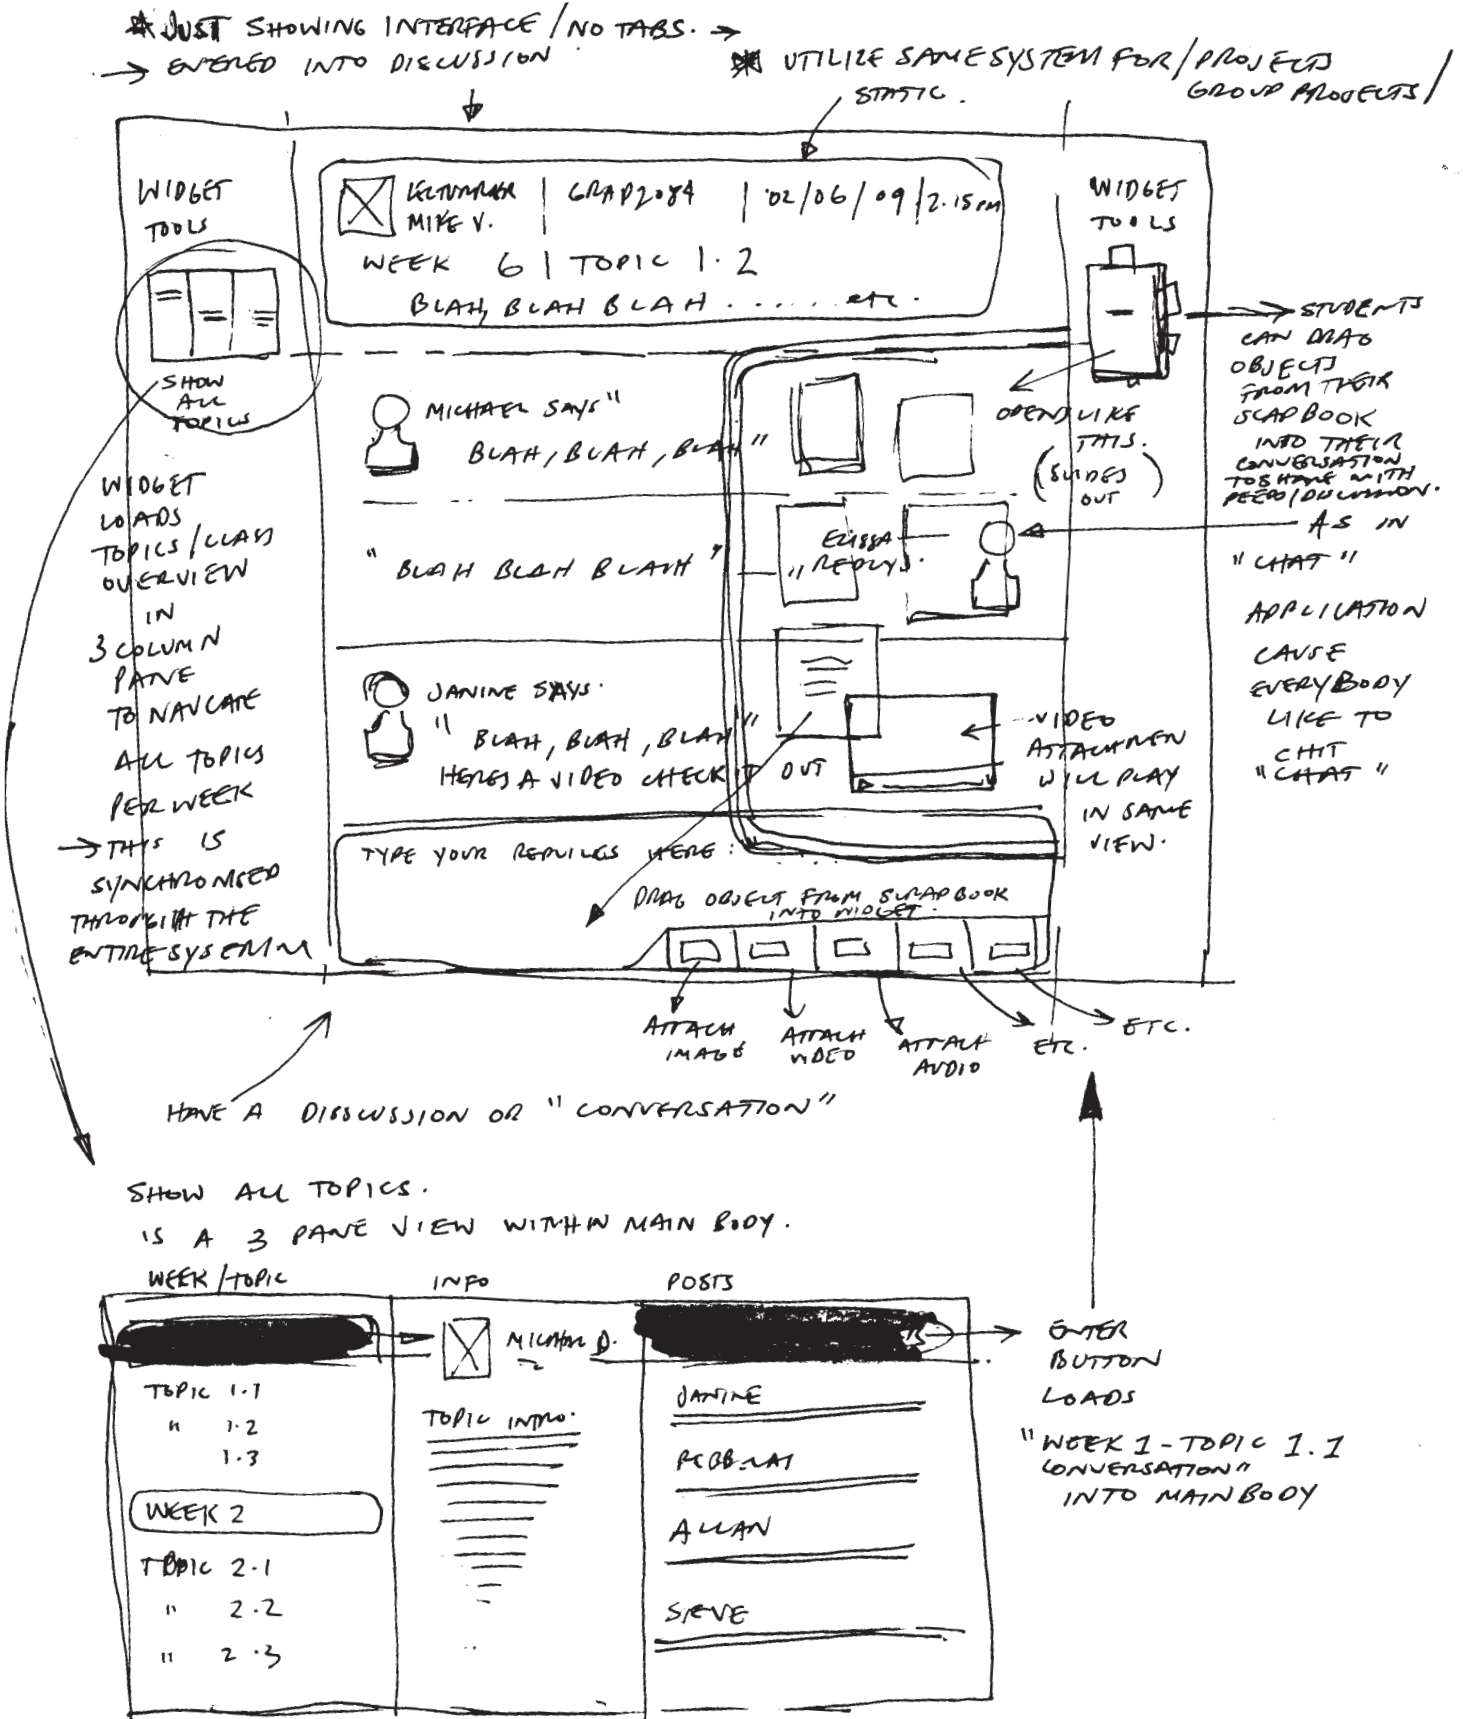 * JUST SHOWING INTERFACE / NO TABS. →
→ ENTERED INTO DISCUSSION
* UTILIZE SAME SYSTEM FOR / PROJECTS
GROUP PROJECTS /
STATIC.
WIDGET
TOOLS
MIKE V.
GRAP2084
02/06/09/2.15PM
WEEK 6 | TOPIC 1.2
BLAH, BLAH BLAH ...... etc.
WIDGET
TOOLS
SHOW
ALL
TOPICS
WIDGET
LOADS
TOPICS / CLASS
OVERVIEW
IN
3 COLUMN
PANE
TO NAVCATE
ALL TOPICS
PER WEEK
→ THIS IS
SYNCHRONISED
THROUGH THE
ENTIRE SYSTEM
MICHAEL SAYS "
BLAH, BLAH, BLAH "
OPENS LIKE
THIS.
(SLIDES
OUT)
→ STUDENTS
CAN DRAG
OBJECTS
FROM THEIR
SCAPBOOK
INTO THEIR
CONVERSATION
TO SHARE WITH
PEEPS / DISCUSSION.
AS IN
"CHAT"
APPLICATION
CAUSE
EVERYBODY
LIKE TO
CHIT
"CHAT"
ELISSA
" REPLYS.
" BLAH BLAH BLAH "
JANINE SAYS.
" BLAH, BLAH, BLAH "
HERES A VIDEO CHECK IT OUT
VIDEO
ATTACHMEN
WILL PLAY
IN SAME
VIEW.
TYPE YOUR HERE:
DRAG OBJECT FROM SCRAPBOOK
INTO WIDGET.
ATTACH
IMAGE
ATTACH
VIDEO
ATTACH
AUDIO
ETC.
ETC.
HAVE A DISSCUSSION OR "CONVERSATION"
SHOW ALL TOPICS.
IS A 3 PANE VIEW WITHIN MAIN BODY.
WEEK / TOPIC
INFO
POSTS
MICHAEL D.
TOPIC 1.1
" 1.2
1.3
WEEK 2
TOPIC 2.1
" 2.2
" 2.3
TOPIC INTRO.
JANINE
ALLAN
STEVE
ENTER
BUTTON
LOADS
"WEEK 1 - TOPIC 1.1
CONVERSATION"
INTO MAIN BODY